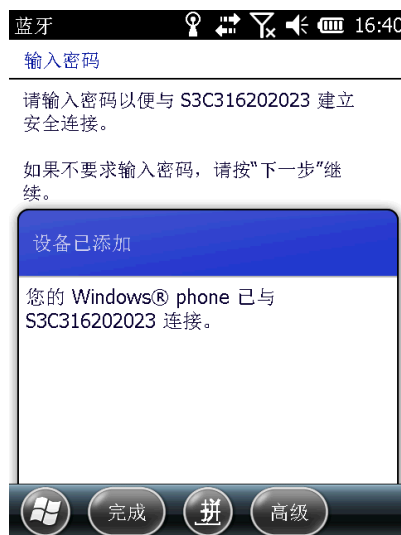 蓝牙 16:40
输入密码
请输入密码以便与 S3C316202023 建立
安全连接。
如果不要求输入密码，请按“下一步”继
续。
设备已添加
您的 Windows® phone 已与
S3C316202023 连接。
完成 拼 高级